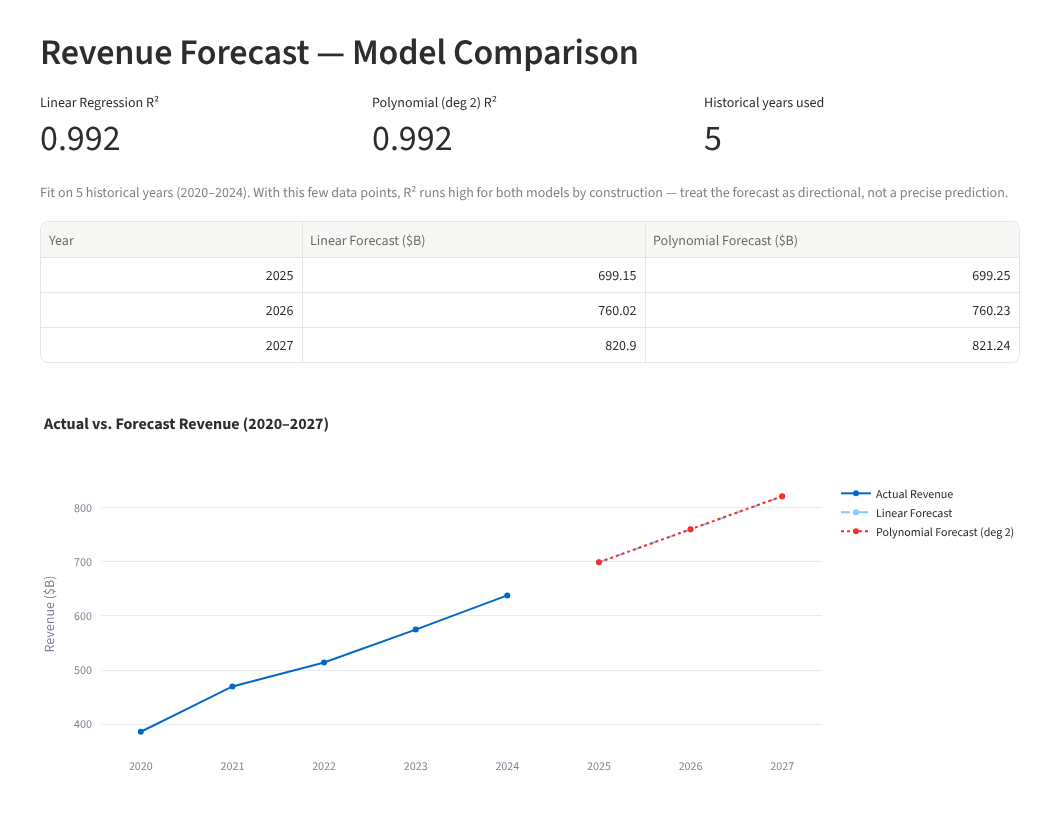 Revenue Forecast — Model Comparison
Linear Regression R² Polynomial (deg 2) R² Historical years used
0.992 0.992 5
Fit on 5 historical years (2020–2024). With this few data points, R² runs high for both models by construction — treat the forecast as directional, not a precise prediction.
Year Linear Forecast ($B) Polynomial Forecast ($B)
2025 699.15 699.25
2026 760.02 760.23
2027 820.9 821.24
Actual vs. Forecast Revenue (2020–2027)
Actual Revenue
Linear Forecast
Polynomial Forecast (deg 2)
Revenue ($B)
800
700
600
500
400
2020 2021 2022 2023 2024 2025 2026 2027